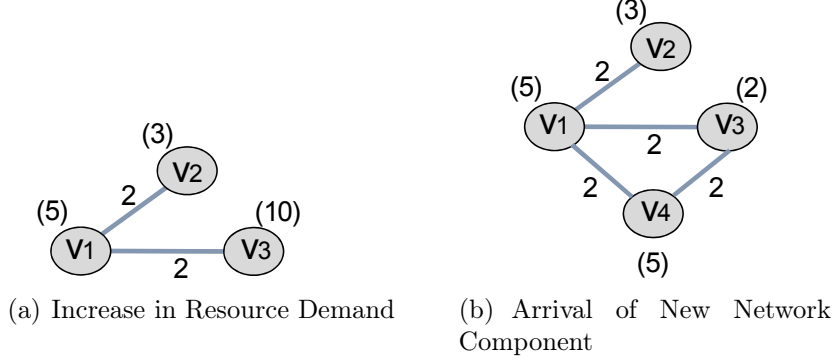 (3)
V2
2
(5)
V1
(10)
V3
2
(a) Increase in Resource Demand
(3)
V2
2
(5)
V1
(2)
V3
2
2
2
V4
(5)
(b) Arrival of New Network
Component